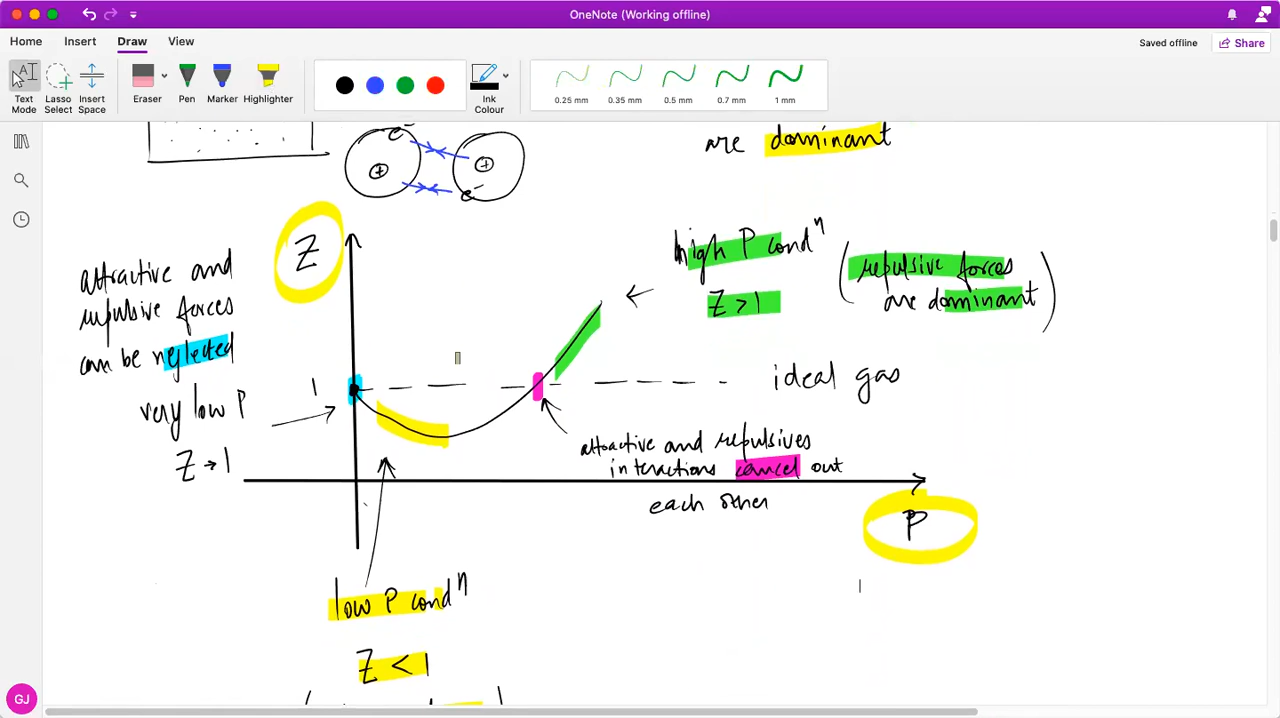 OneNote (Working offline)
Home Insert Draw View
Saved offline
Share
Text Mode
Lasso Select
Insert Space
Eraser
Pen
Marker
Highlighter
Ink Colour
0.25 mm
0.35 mm
0.5 mm
0.7 mm
1 mm
e⁻
+ +
e⁻
are dominant
Z
attractive and
repulsive forces
can be neglected
very low P
Z → 1
1
high P condⁿ
Z > 1
(repulsive forces
are dominant)
ideal gas
attractive and repulsives
interactions cancel out
each other
P
low P condⁿ
Z < 1
GJ